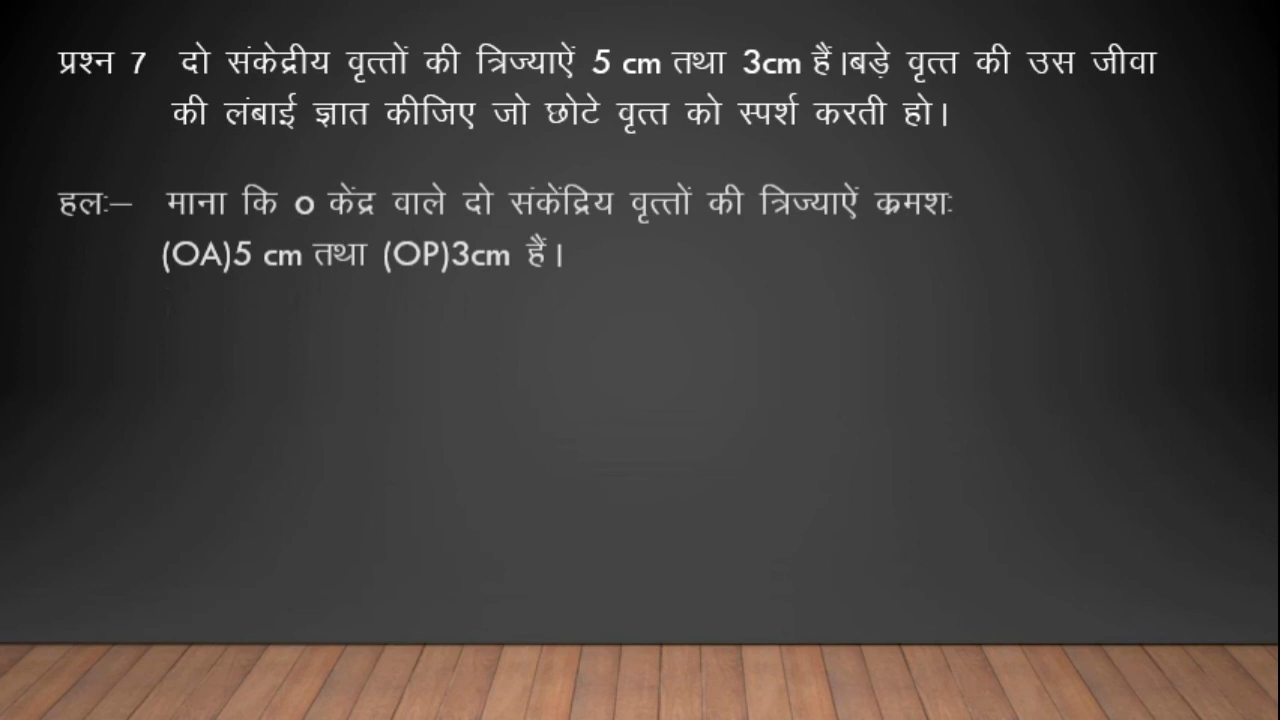 प्रश्न 7 दो संकेद्रीय वृत्तों की त्रिज्याऐं 5 cm तथा 3cm हैं।बड़े वृत्त की उस जीवा
की लंबाई ज्ञात कीजिए जो छोटे वृत्त को स्पर्श करती हो।
हलः– माना कि o केंद्र वाले दो संकेंद्रिय वृत्तों की त्रिज्याऐं क्रमशः
(OA)5 cm तथा (OP)3cm हैं।